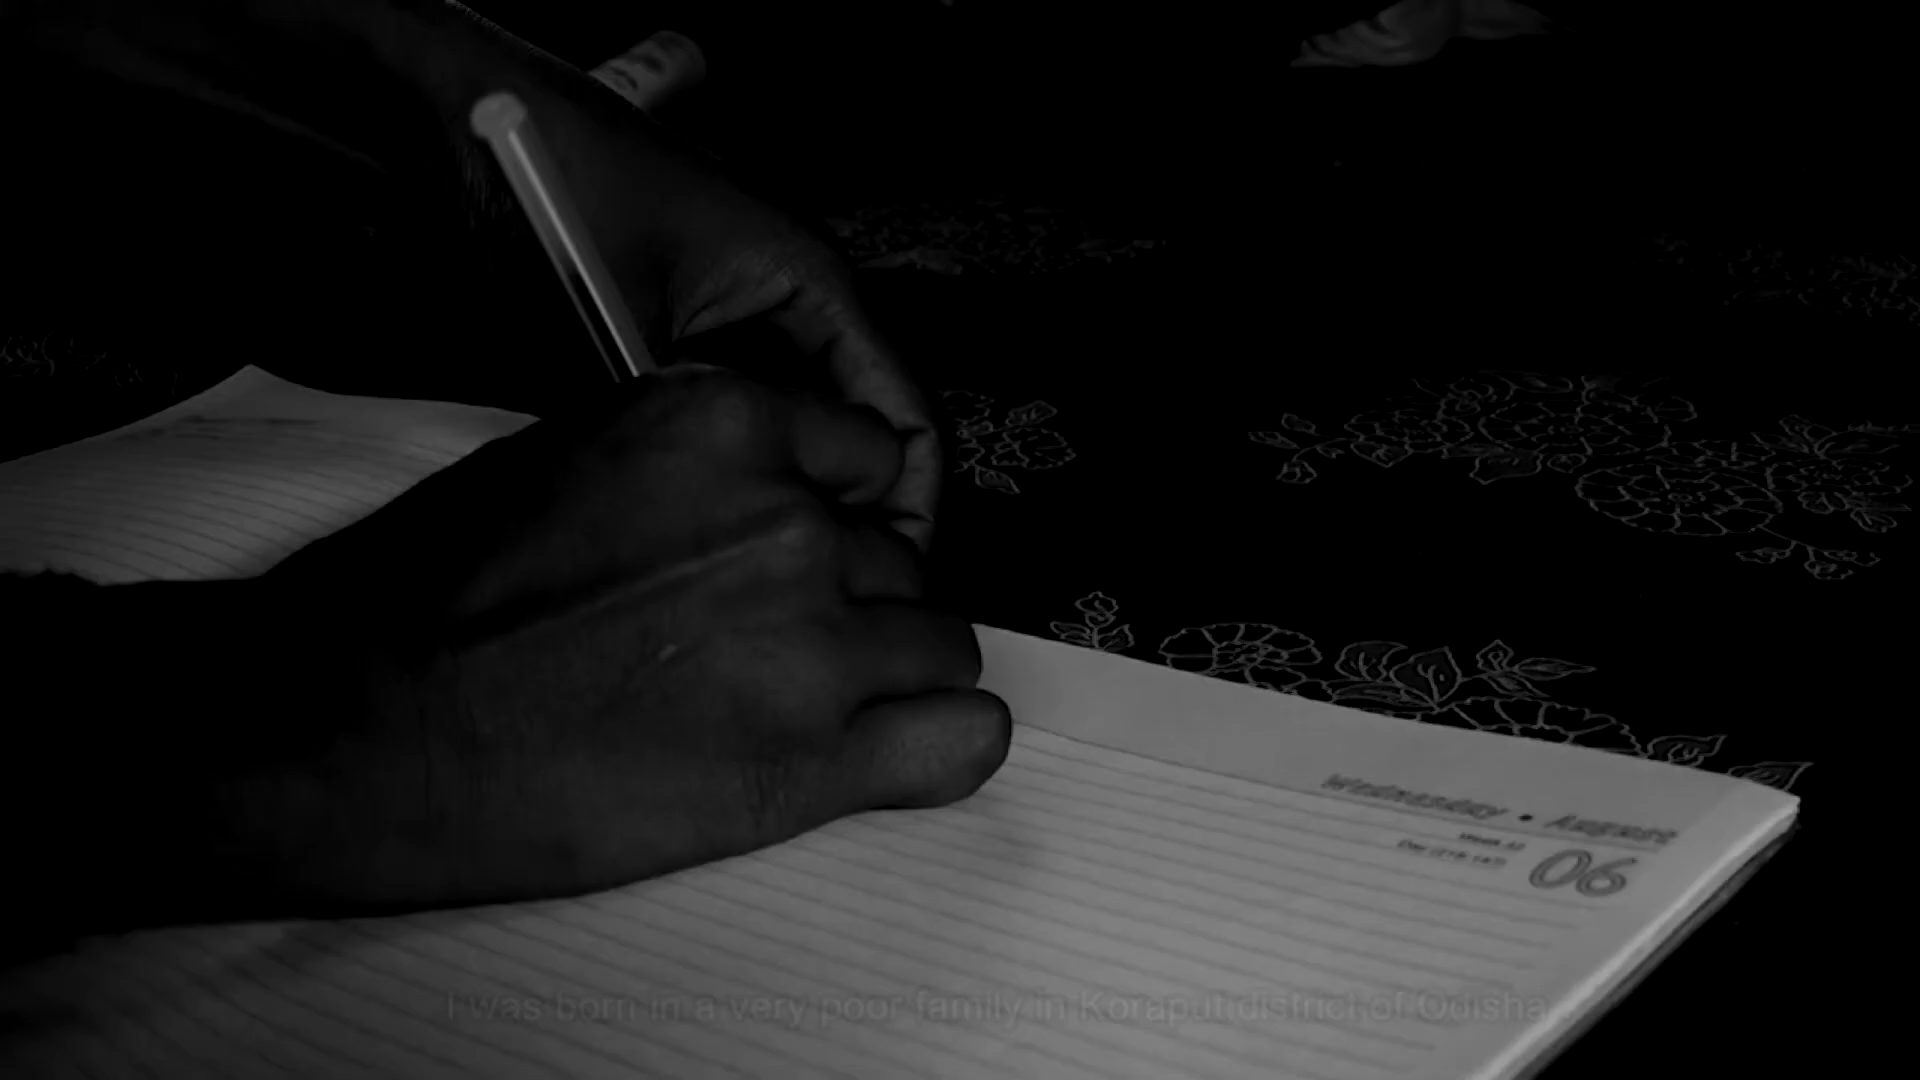 Wednesday • August
06
I was born in a very poor family in Koraput district of Odisha